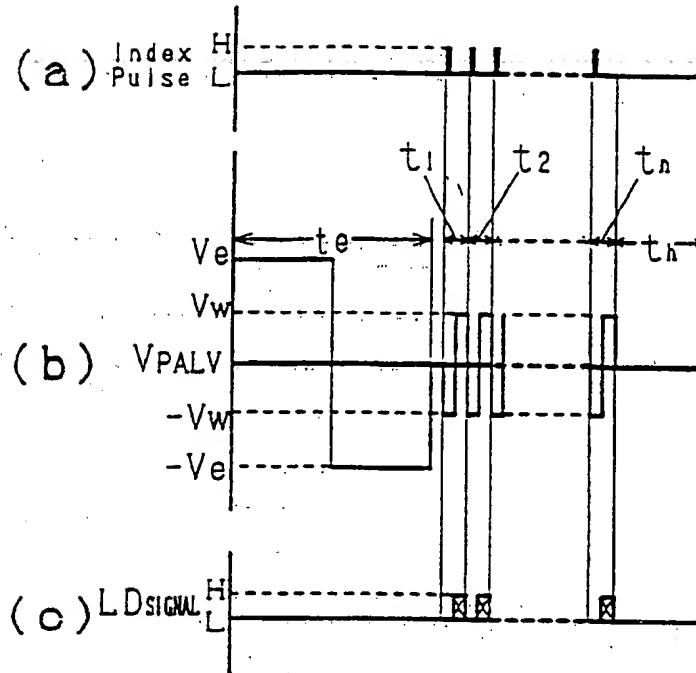 (a) Index Pulse H
L
t1 t2 tn
te th
Ve
Vw
(b) VPALV
-Vw
-Ve
(c) LDSIGNAL H
L